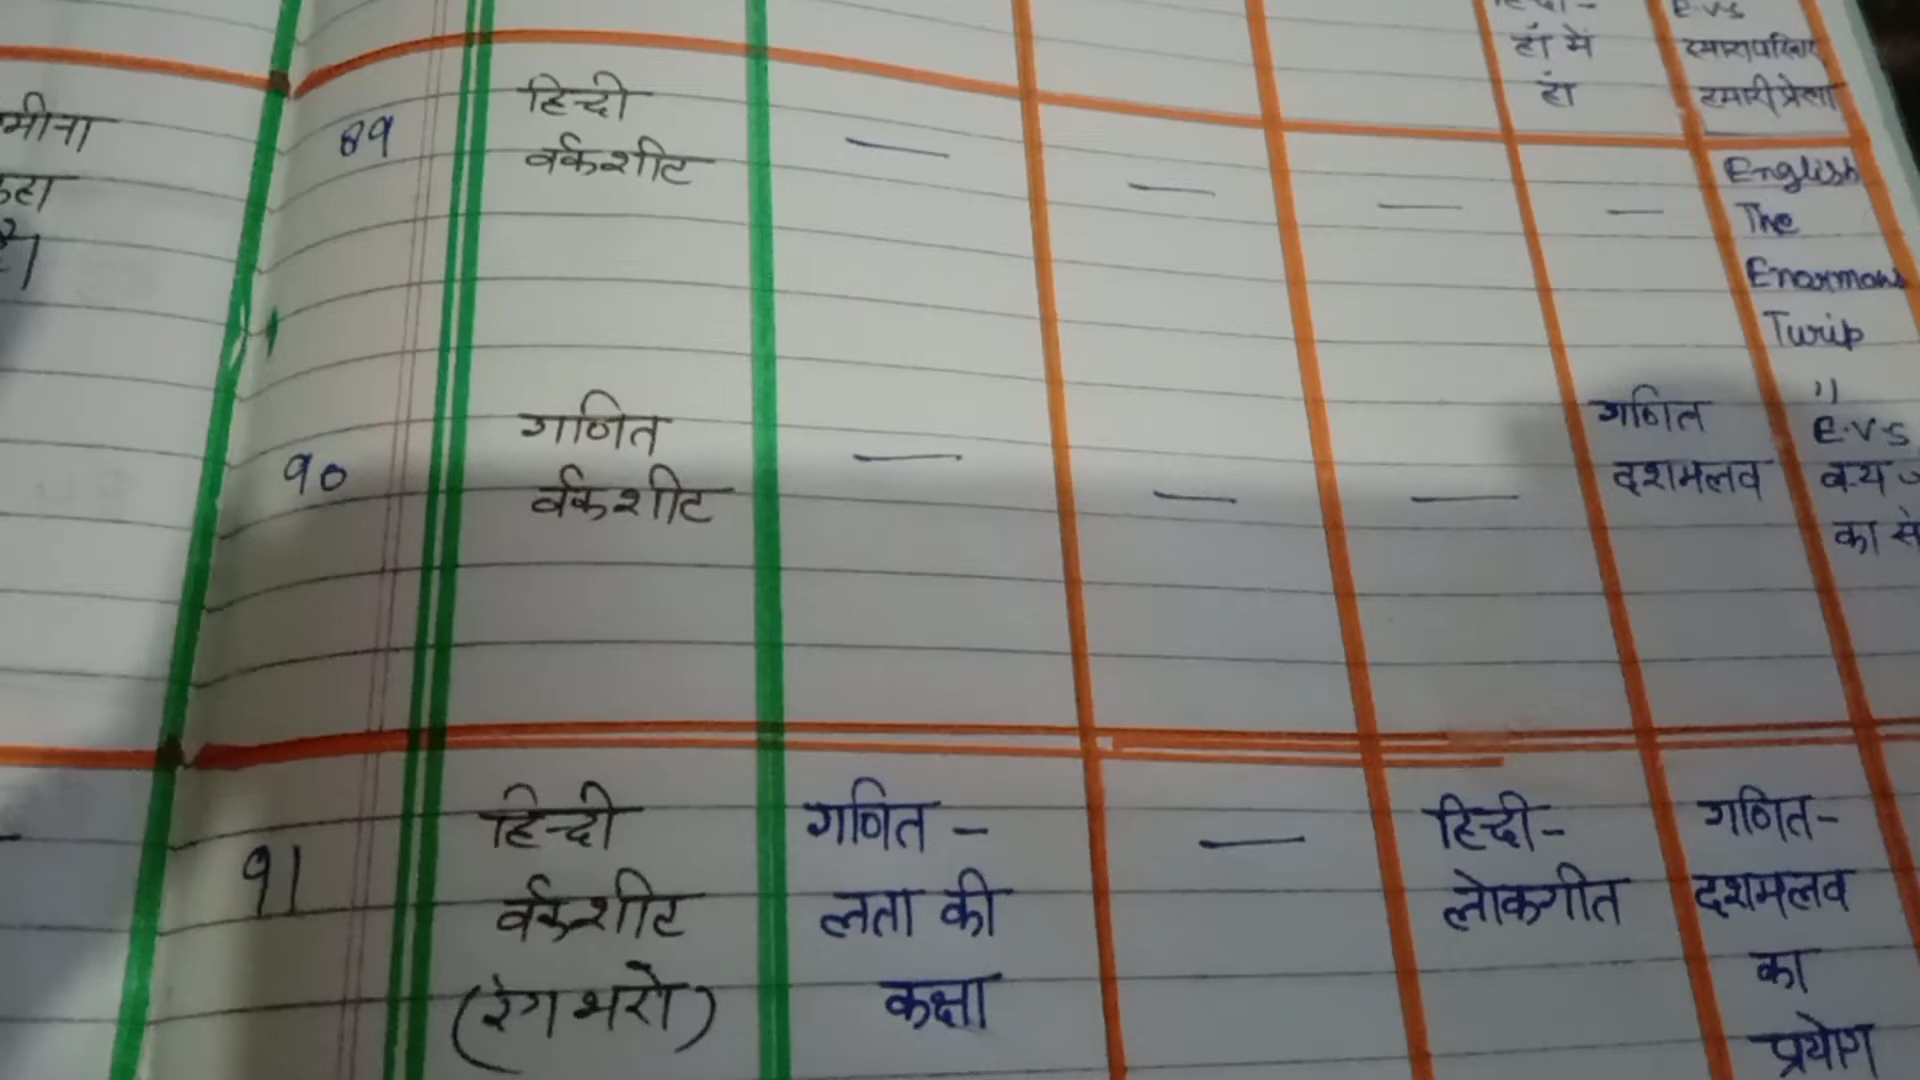 हाँ में
हाँ
E.V.S
मीना
89
हिन्दी
वर्कशीट
—
—
—
—
English
The
Enormous
Turip
90
गणित
वर्कशीट
—
—
—
गणित
दशमलव
"
E.V.S
का
91
हिन्दी
वर्कशीट
(रंग भरो)
गणित –
लता की
कक्षा
—
हिन्दी-
लोकगीत
गणित-
दशमलव
का
प्रयोग